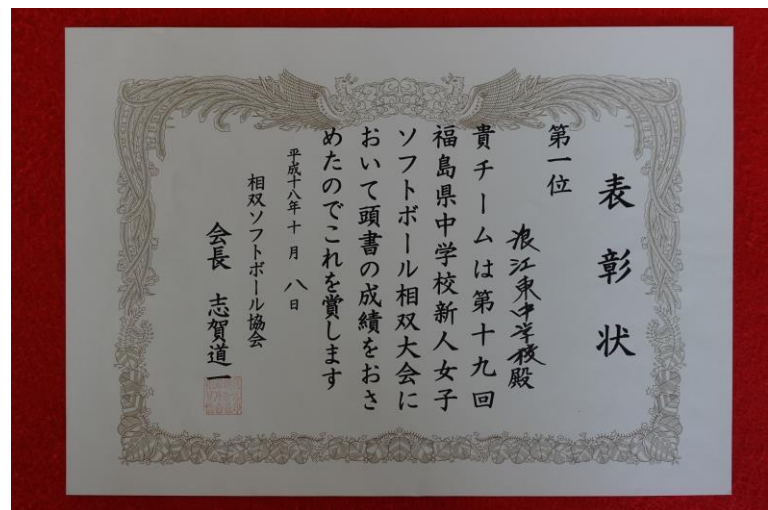 表彰状
第一位
浪江東中学校殿
貴チームは第十九回
福島県中学校新人女子
ソフトボール相双大会に
おいて頭書の成績をおさ
めたのでこれを賞します
平成十八年十月八日
相双ソフトボール協会
会長 志賀道一